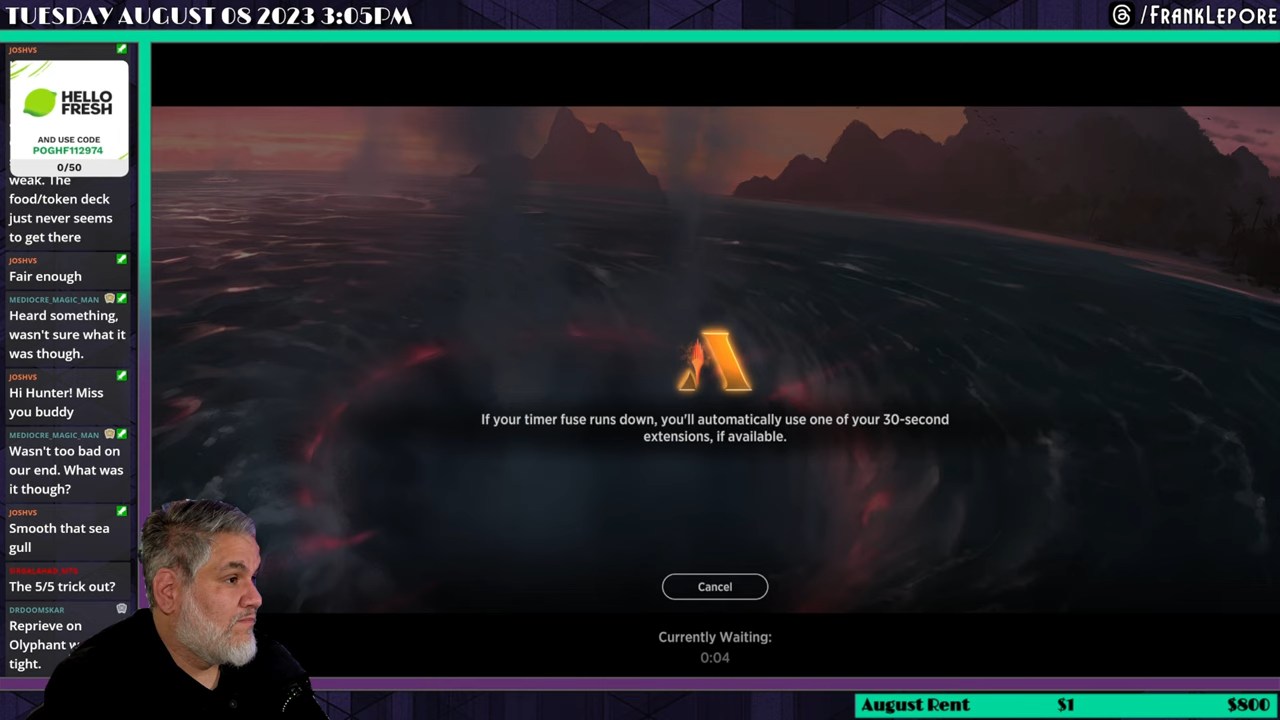 TUESDAY AUGUST 08 2023 3:05PM
/FRANKLEPORE
JOSHVS
HELLO
FRESH
AND USE CODE
POGHF112974
0/50
weak. The
food/token deck
just never seems
to get there
JOSHVS
Fair enough
MEDIOCRE_MAGIC_MAN
Heard something,
wasn't sure what it
was though.
JOSHVS
Hi Hunter! Miss
you buddy
MEDIOCRE_MAGIC_MAN
Wasn't too bad on
our end. What was
it though?
JOSHVS
Smooth that sea
gull
The 5/5 trick out?
DRDOOMSKAR
Reprieve on
Olyphant
tight.
If your timer fuse runs down, you'll automatically use one of your 30-second
extensions, if available.
Cancel
Currently Waiting:
0:04
August Rent $1 $800